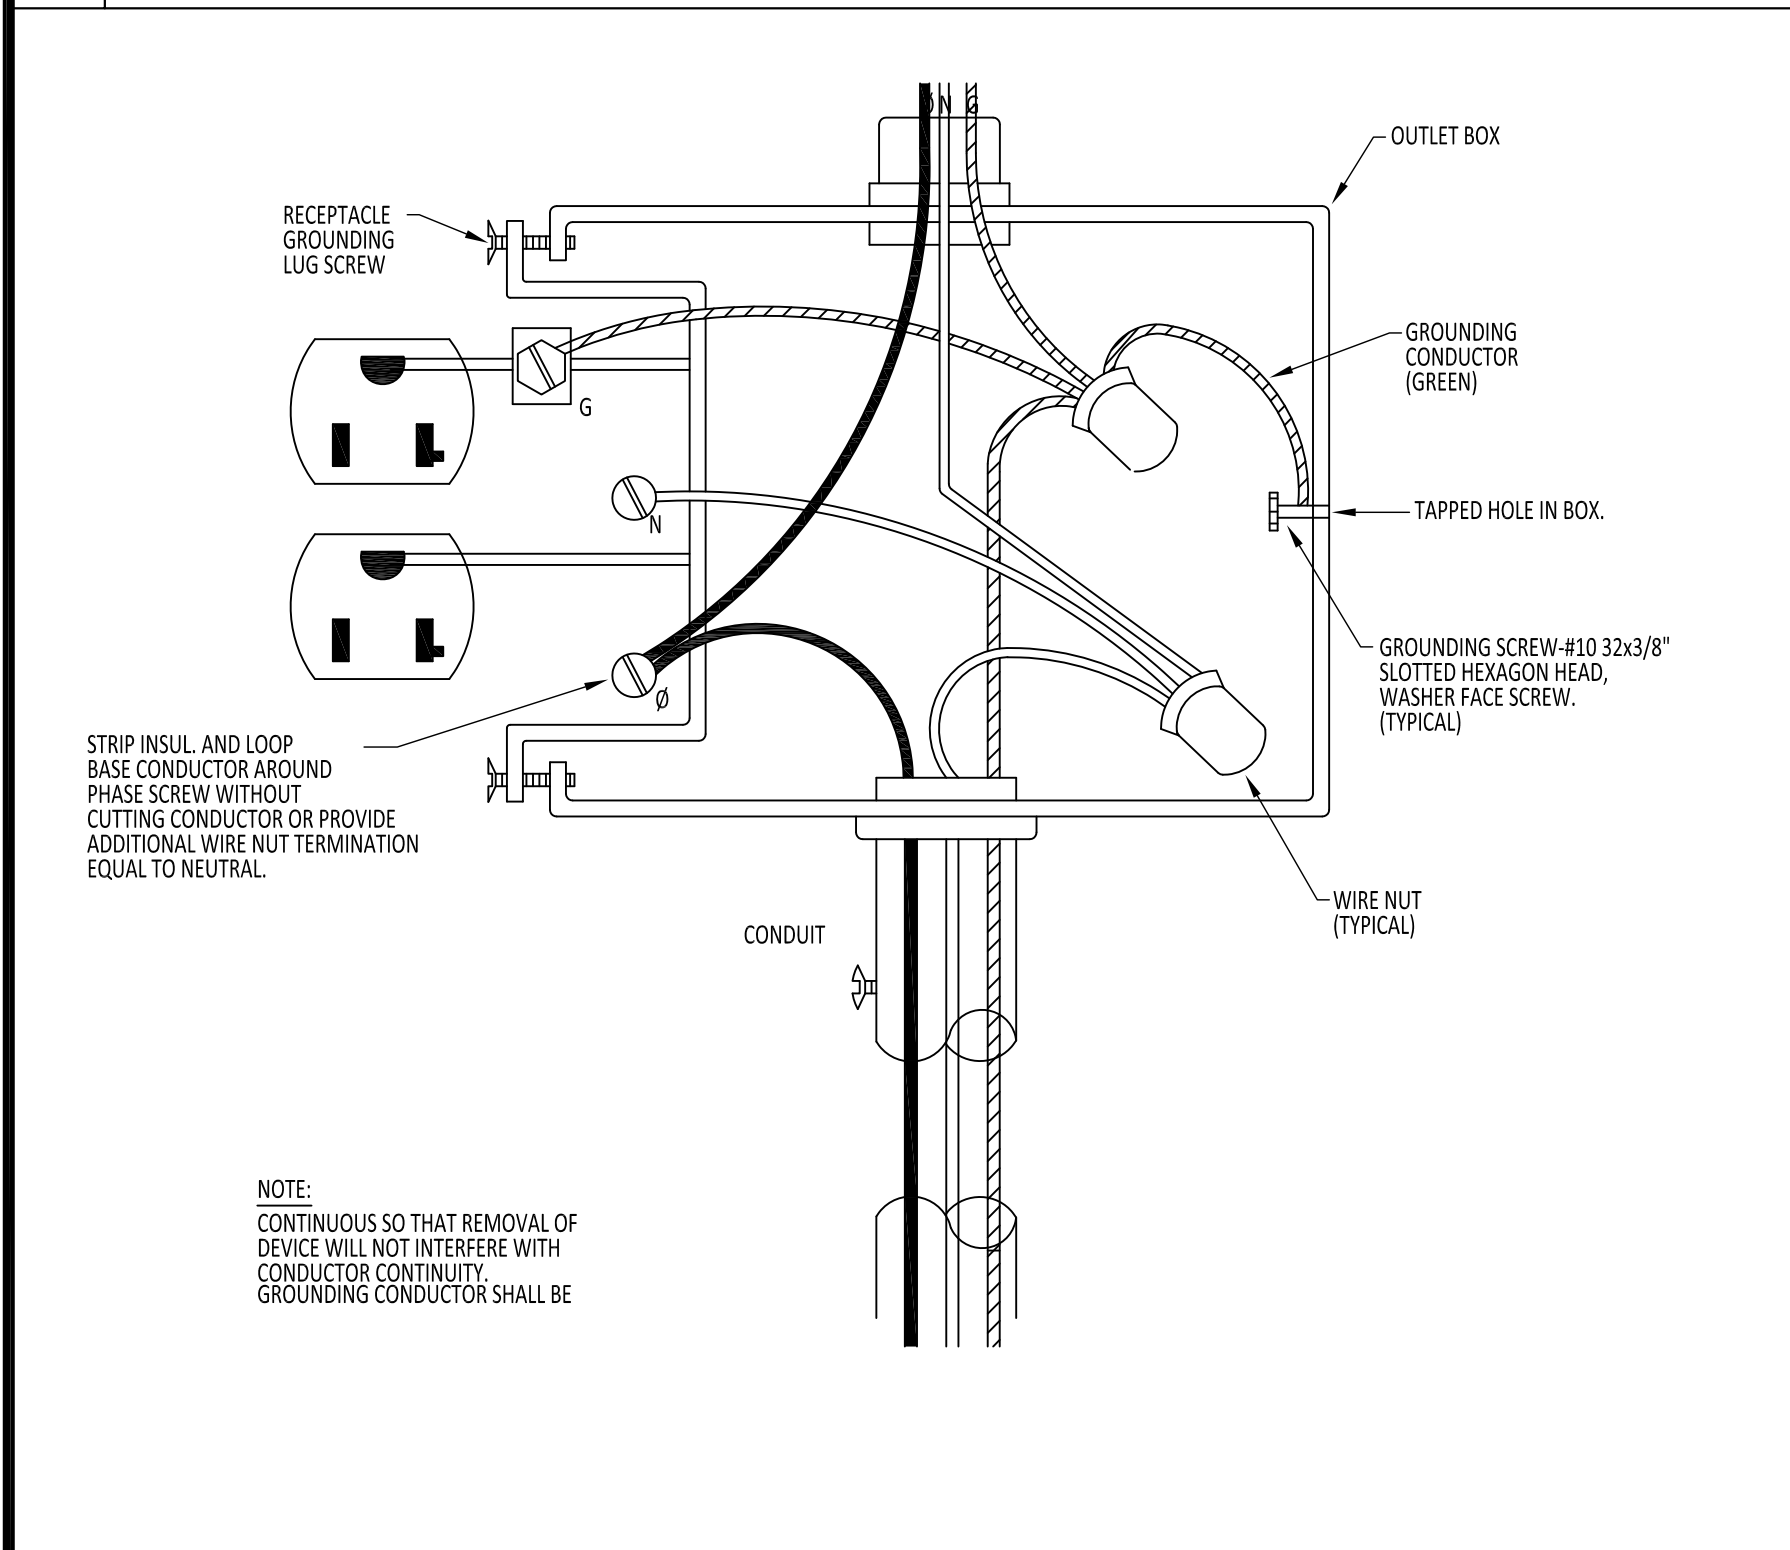 Ø N G
OUTLET BOX
RECEPTACLE
GROUNDING
LUG SCREW
GROUNDING
CONDUCTOR
(GREEN)
G
N
TAPPED HOLE IN BOX.
GROUNDING SCREW-#10 32x3/8"
SLOTTED HEXAGON HEAD,
WASHER FACE SCREW.
(TYPICAL)
Ø
STRIP INSUL. AND LOOP
BASE CONDUCTOR AROUND
PHASE SCREW WITHOUT
CUTTING CONDUCTOR OR PROVIDE
ADDITIONAL WIRE NUT TERMINATION
EQUAL TO NEUTRAL.
WIRE NUT
(TYPICAL)
CONDUIT
NOTE:
CONTINUOUS SO THAT REMOVAL OF
DEVICE WILL NOT INTERFERE WITH
CONDUCTOR CONTINUITY.
GROUNDING CONDUCTOR SHALL BE